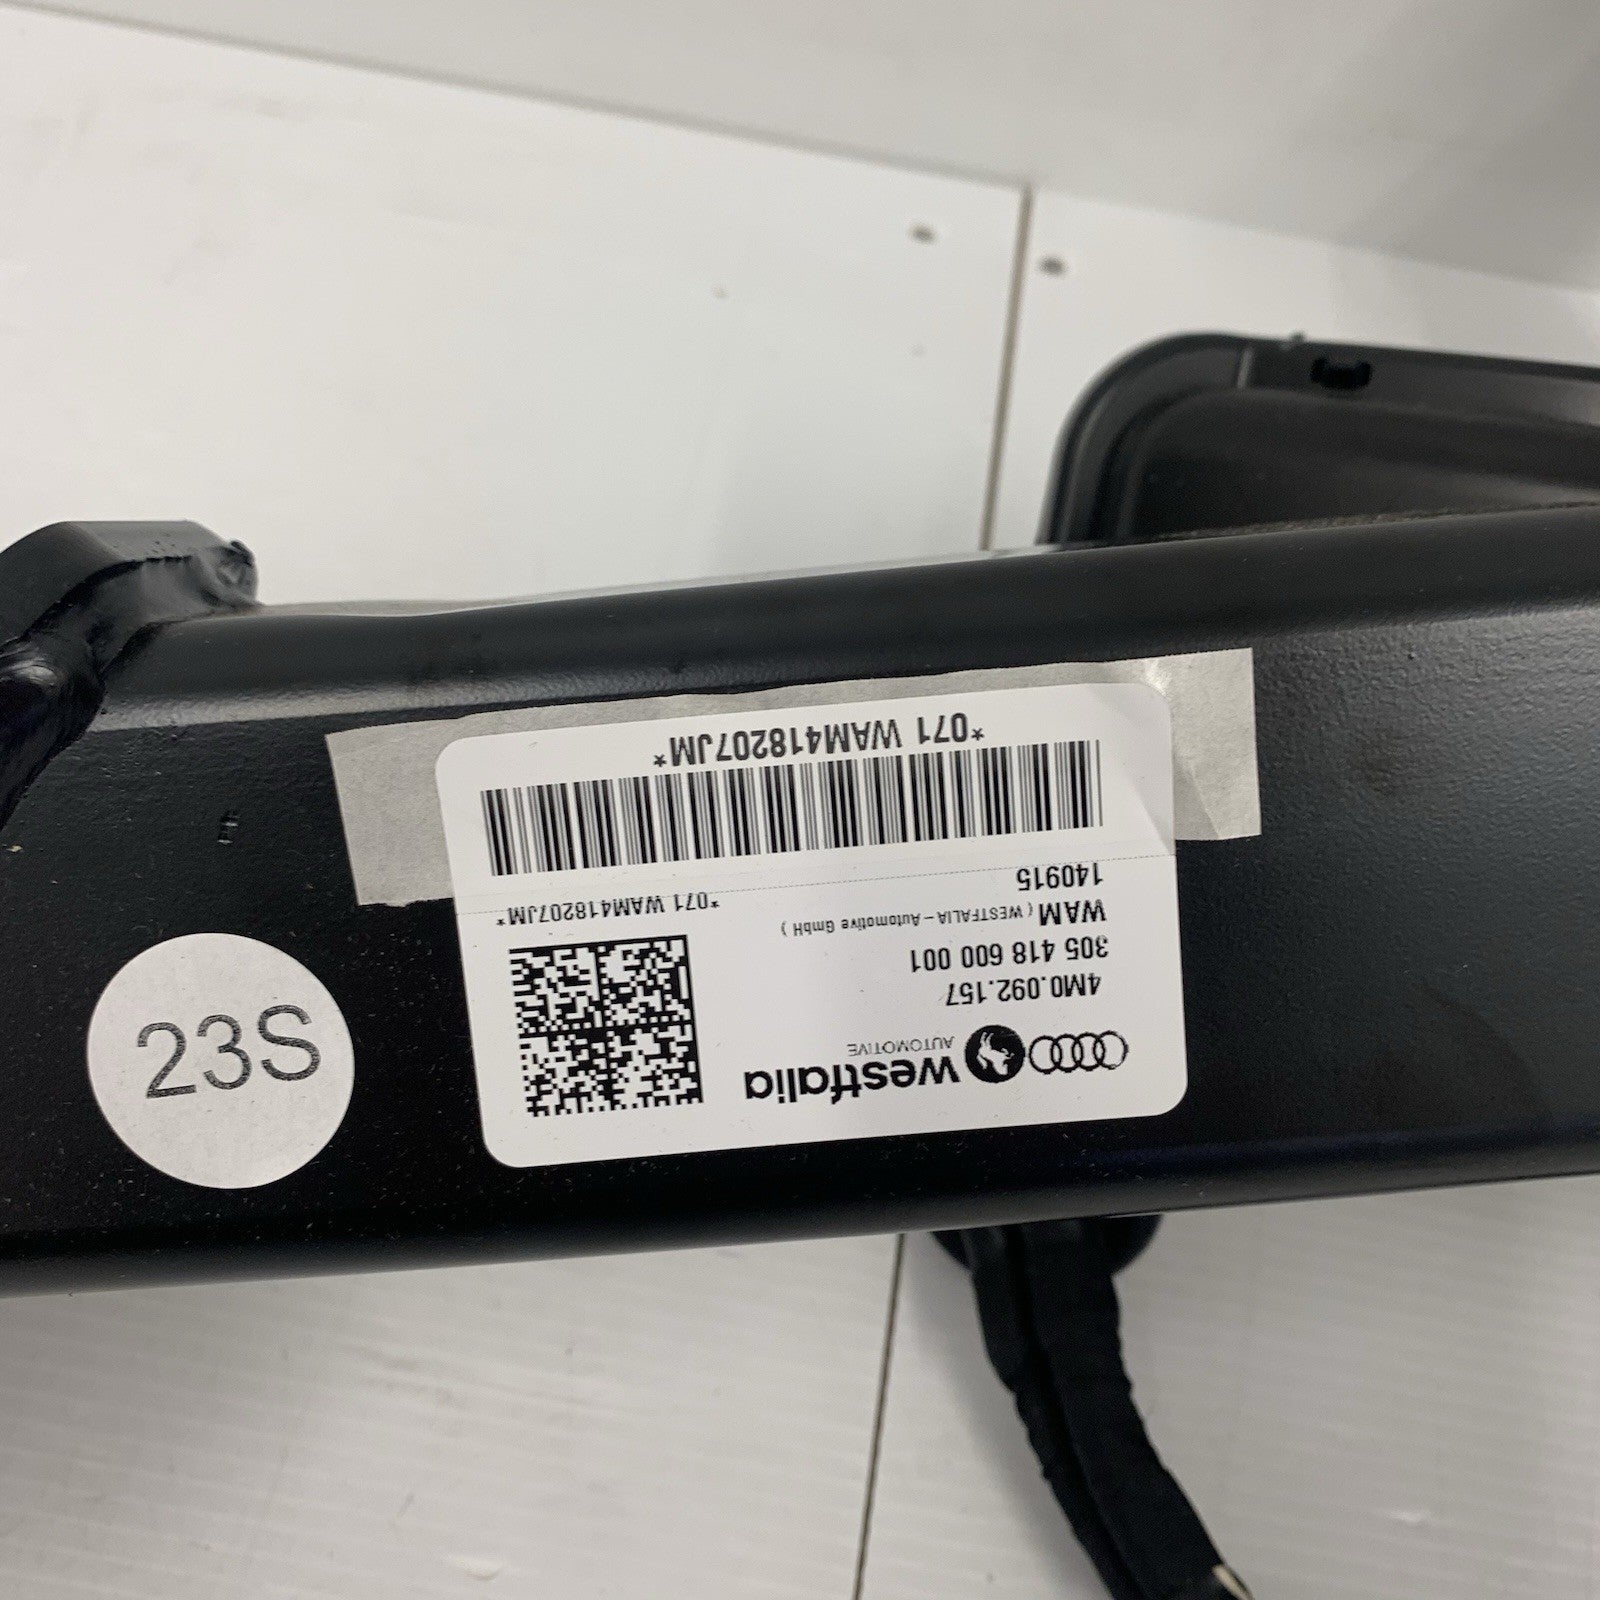 westfalia
AUTOMOTIVE
4M0.092.157
305 418 600 001
WAM ( WESTFALIA – Automotive GmbH )
140915
*071 WAM418207JM*
*071 WAM418207JM*
23S